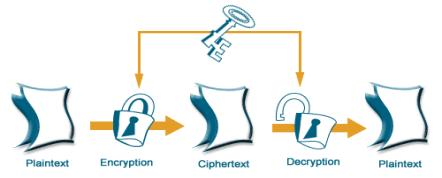 Plaintext
Encryption
Ciphertext
Decryption
Plaintext